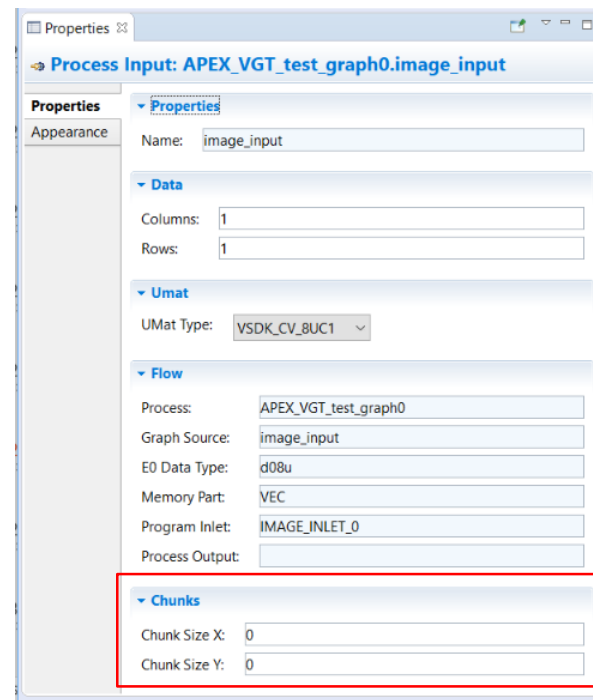 Properties
Process Input: APEX_VGT_test_graph0.image_input
Properties
Appearance
Properties
Name: image_input
Data
Columns: 1
Rows: 1
Umat
UMat Type: VSDK_CV_8UC1
Flow
Process: APEX_VGT_test_graph0
Graph Source: image_input
E0 Data Type: d08u
Memory Part: VEC
Program Inlet: IMAGE_INLET_0
Process Output:
Chunks
Chunk Size X: 0
Chunk Size Y: 0